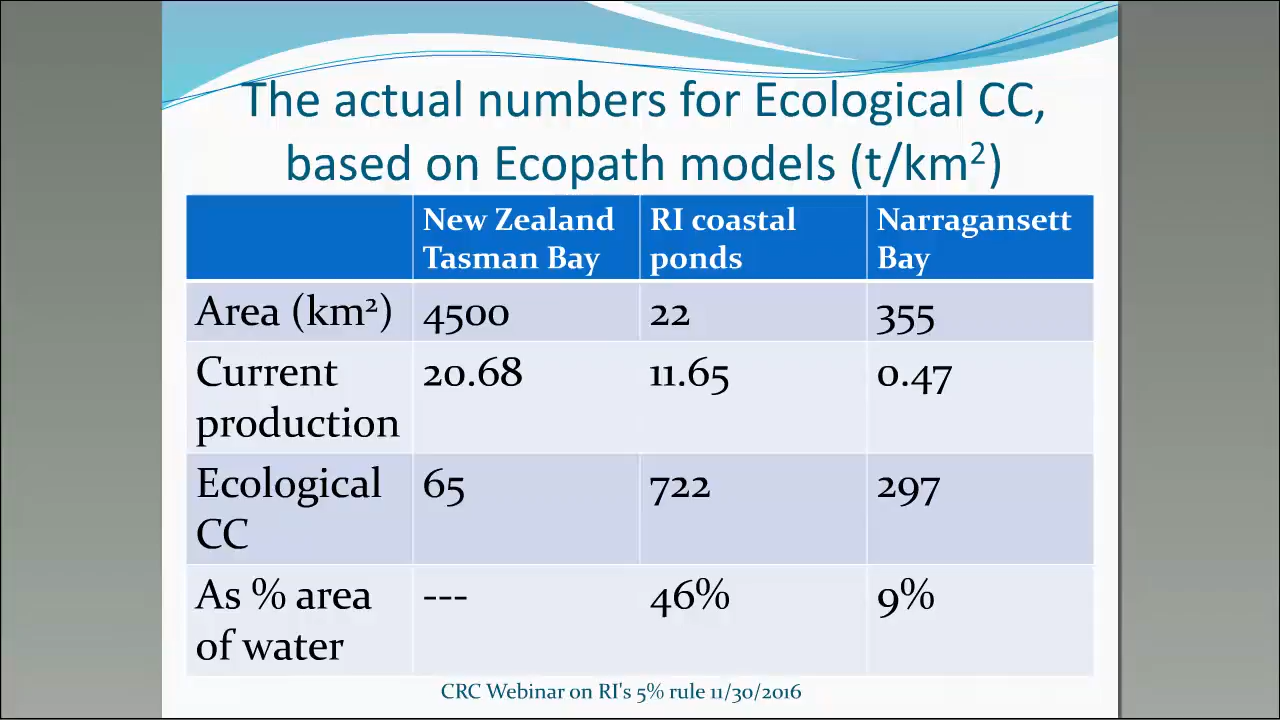 The actual numbers for Ecological CC,
based on Ecopath models (t/km²)
New Zealand Tasman Bay
RI coastal ponds
Narragansett Bay
Area (km²) 4500 22 355
Current production 20.68 11.65 0.47
Ecological CC 65 722 297
As % area of water --- 46% 9%
CRC Webinar on RI's 5% rule 11/30/2016